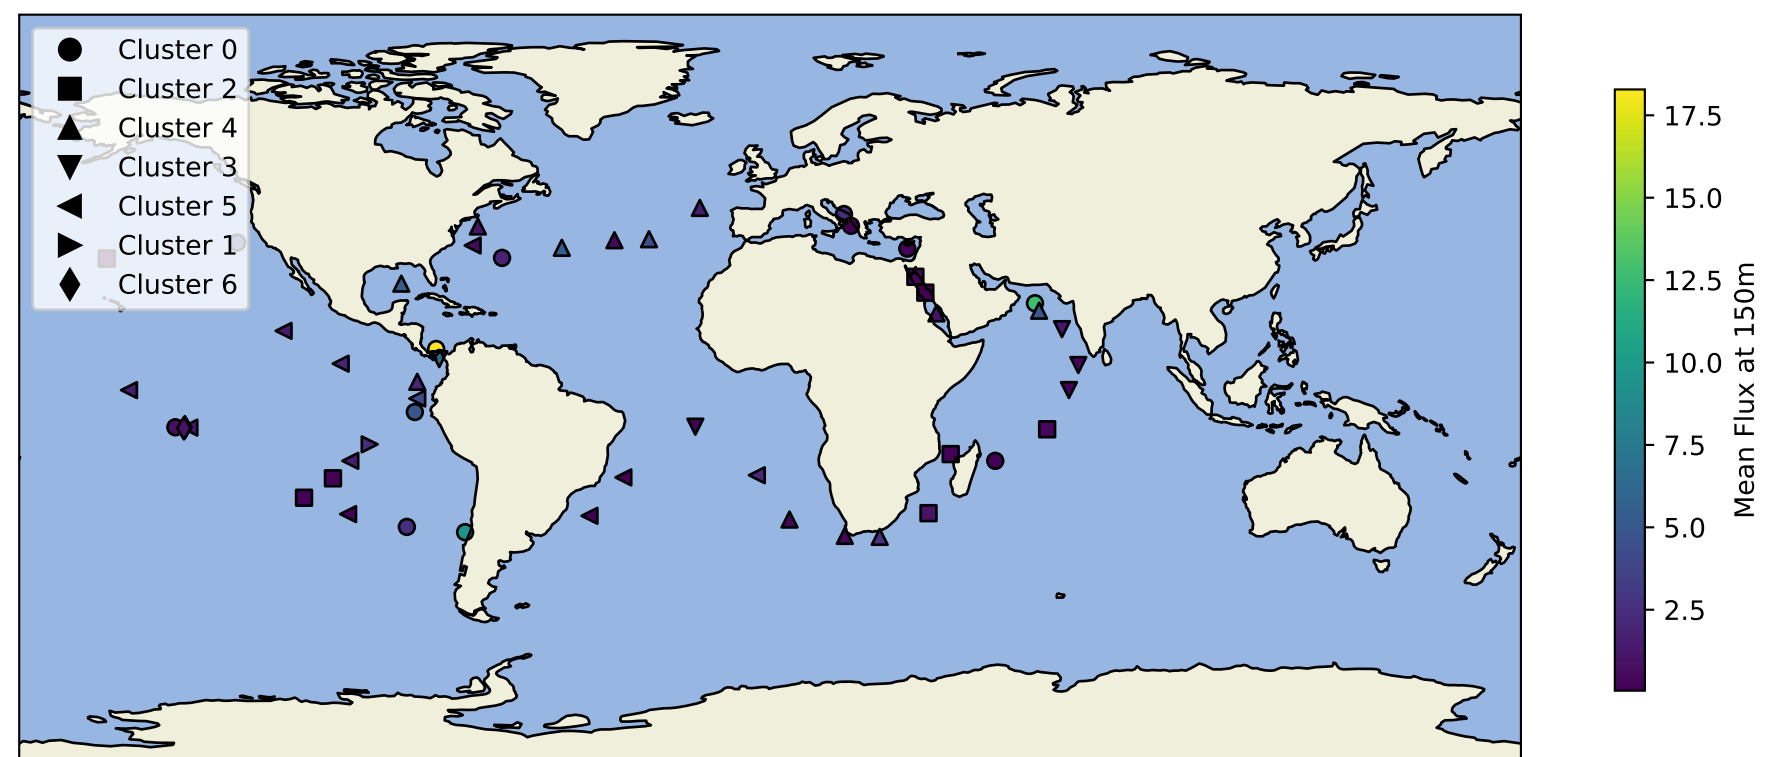 Cluster 0
Cluster 2
Cluster 4
Cluster 3
Cluster 5
Cluster 1
Cluster 6
17.5
15.0
12.5
10.0
7.5
5.0
2.5
Mean Flux at 150m